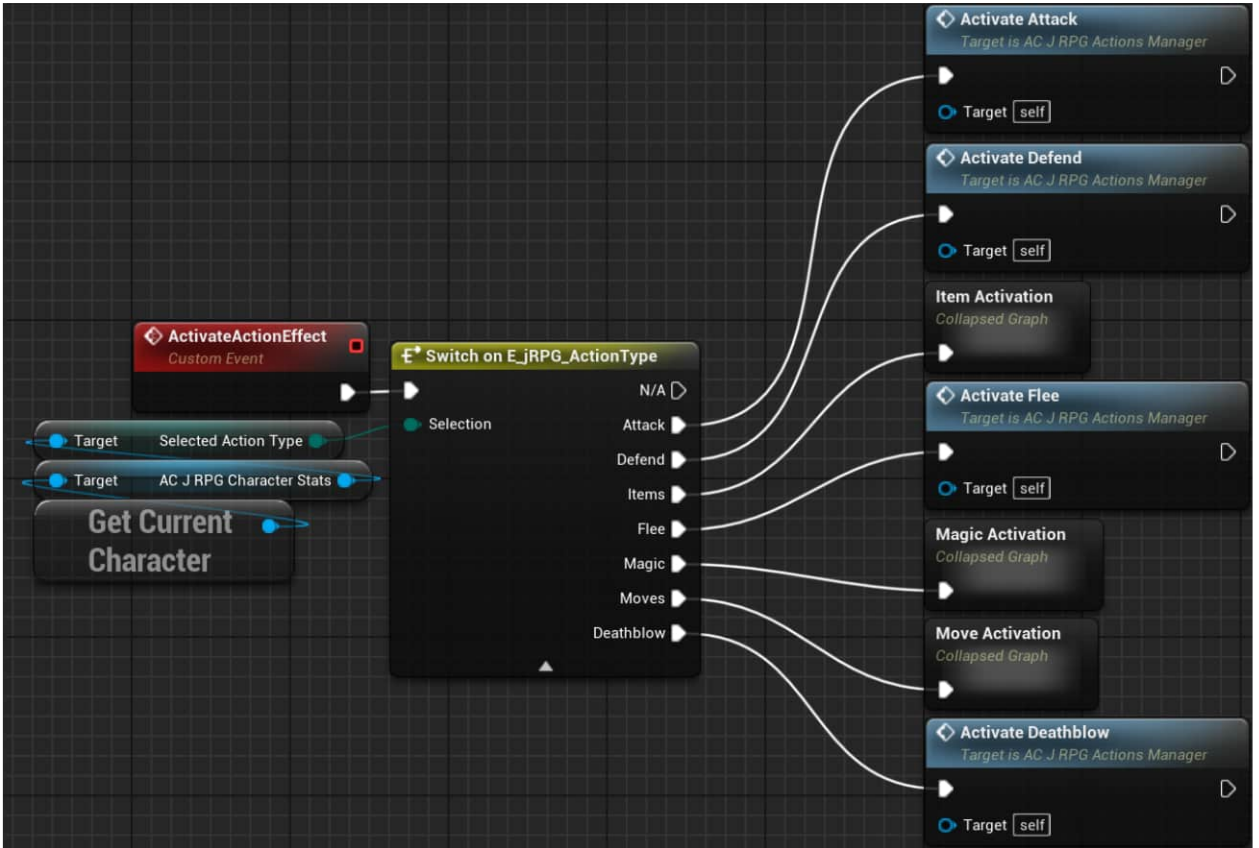 ActivateActionEffect
Custom Event
Target Selected Action Type
Target AC J RPG Character Stats
Get Current
Character
Switch on E_jRPG_ActionType
N/A
Selection
Attack
Defend
Items
Flee
Magic
Moves
Deathblow
Activate Attack
Target is AC J RPG Actions Manager
Target self
Activate Defend
Target is AC J RPG Actions Manager
Target self
Item Activation
Collapsed Graph
Activate Flee
Target is AC J RPG Actions Manager
Target self
Magic Activation
Collapsed Graph
Move Activation
Collapsed Graph
Activate Deathblow
Target is AC J RPG Actions Manager
Target self